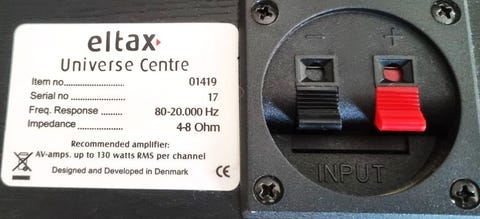 eltax
Universe Centre
Item no.................................. 01419
Serial no ................................ 17
Freq. Response ........ 80-20.000 Hz
Impedance ........................ 4-8 Ohm
Recommended amplifier:
AV-amps. up to 130 watts RMS per channel
Designed and Developed in Denmark
CE
- +
INPUT